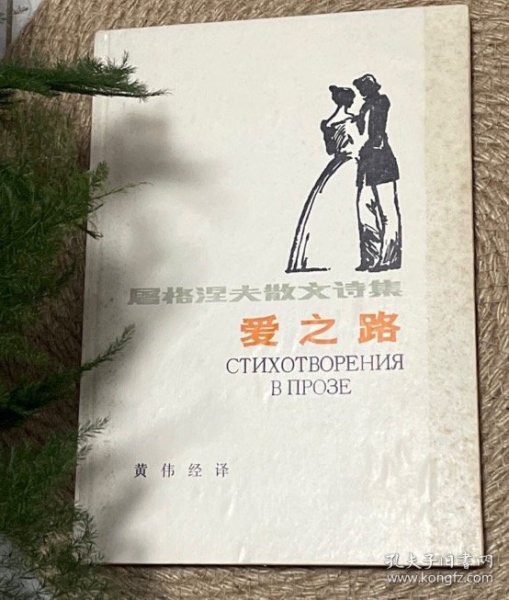 屠格涅夫散文诗集
爱之路
СТИХОТВОРЕНИЯ
В ПРОЗЕ
黄伟经译
孔夫子旧书网
www.kongfz.com